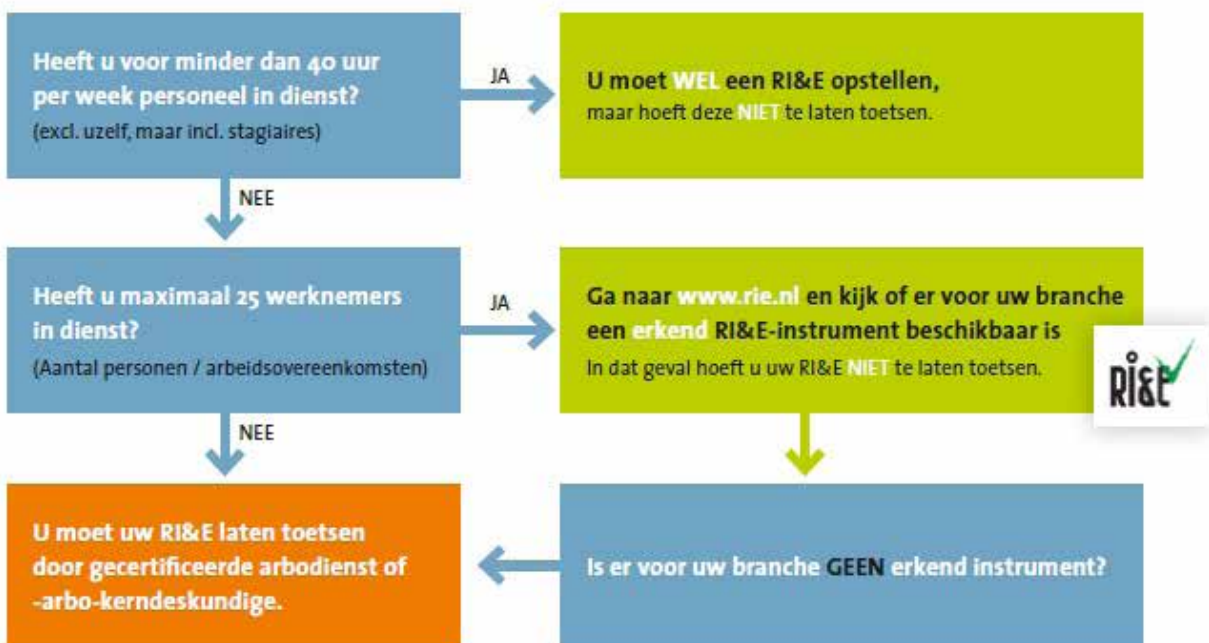 Heeft u voor minder dan 40 uur
per week personeel in dienst?
(excl. uzelf, maar incl. stagiaires)
JA
U moet WEL een RI&E opstellen,
maar hoeft deze NIET te laten toetsen.
NEE
Heeft u maximaal 25 werknemers
in dienst?
(Aantal personen / arbeidsovereenkomsten)
JA
Ga naar www.rie.nl en kijk of er voor uw branche
een erkend RI&E-instrument beschikbaar is
In dat geval hoeft u uw RI&E NIET te laten toetsen.
RI&E
NEE
U moet uw RI&E laten toetsen
door gecertificeerde arbodienst of
-arbo-kerndeskundige.
Is er voor uw branche GEEN erkend instrument?